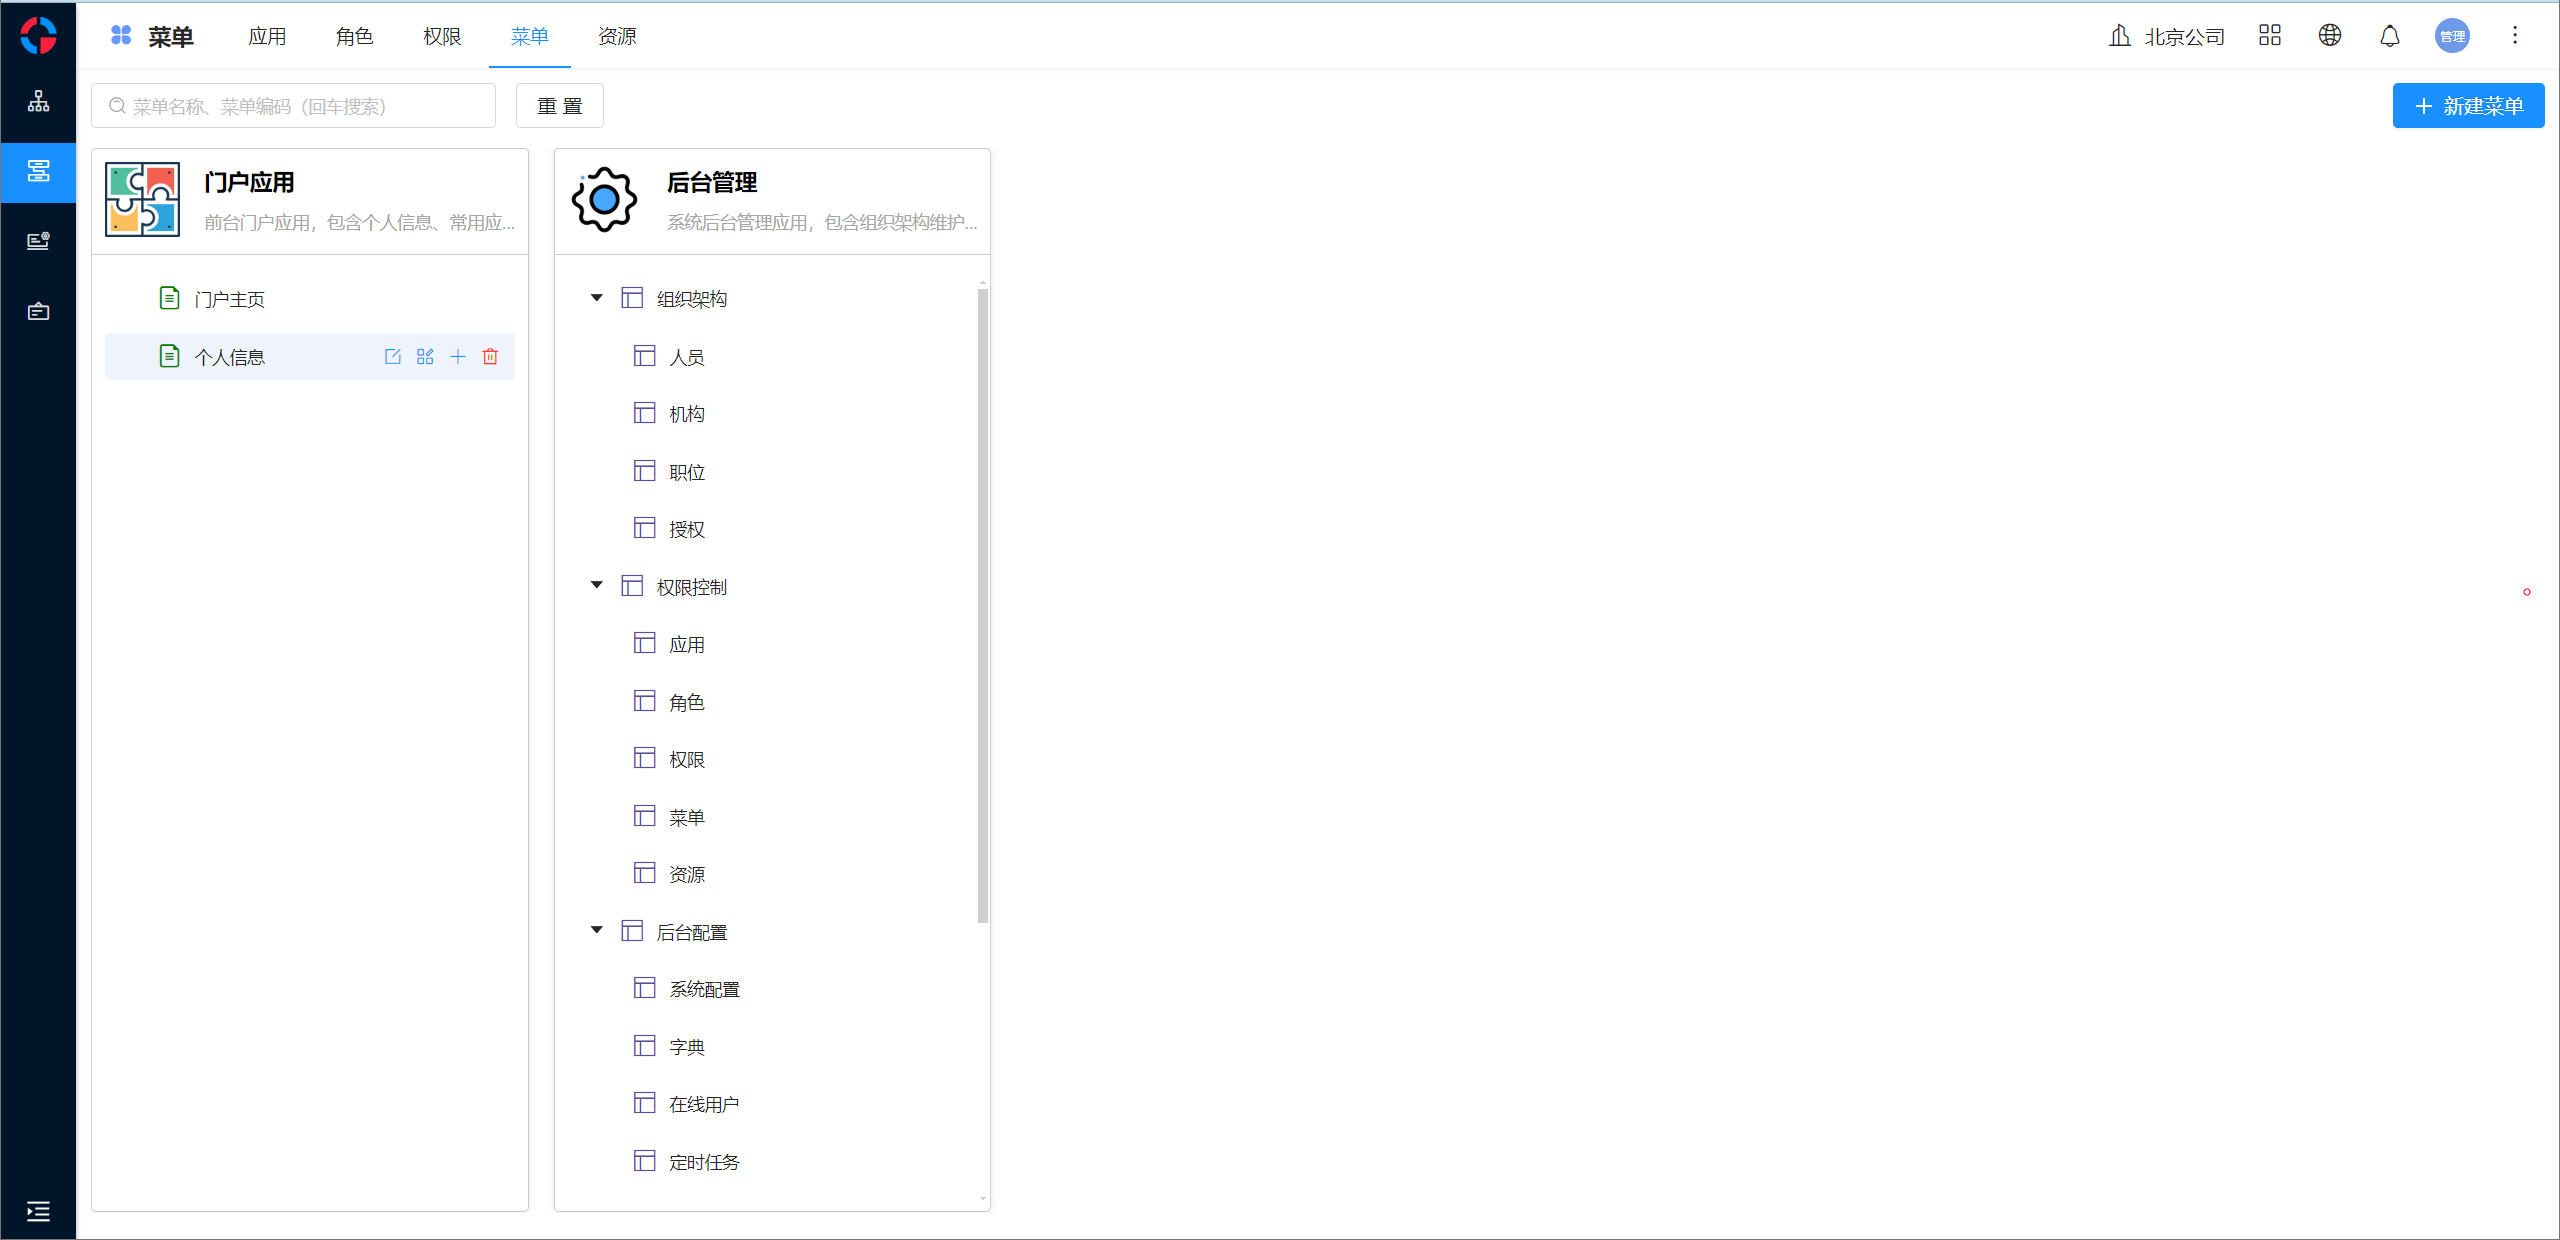 菜单 应用 角色 权限 菜单 资源 北京公司 管理
菜单名称、菜单编码（回车搜索） 重 置 新建菜单
门户应用
前台门户应用，包含个人信息、常用应...
门户主页
个人信息
后台管理
系统后台管理应用，包含组织架构维护...
组织架构
人员
机构
职位
授权
权限控制
应用
角色
权限
菜单
资源
后台配置
系统配置
字典
在线用户
定时任务